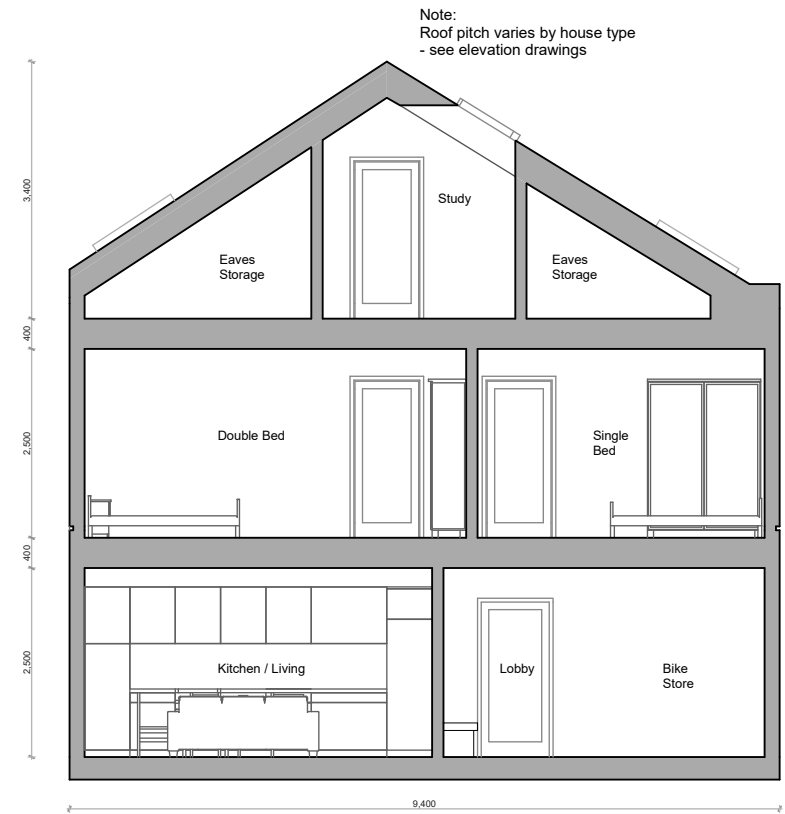 Note:
Roof pitch varies by house type
- see elevation drawings
3,400
Study
Eaves
Storage
Eaves
Storage
400
2,500
Double Bed
Single
Bed
400
2,500
Kitchen / Living
Lobby
Bike
Store
9,400